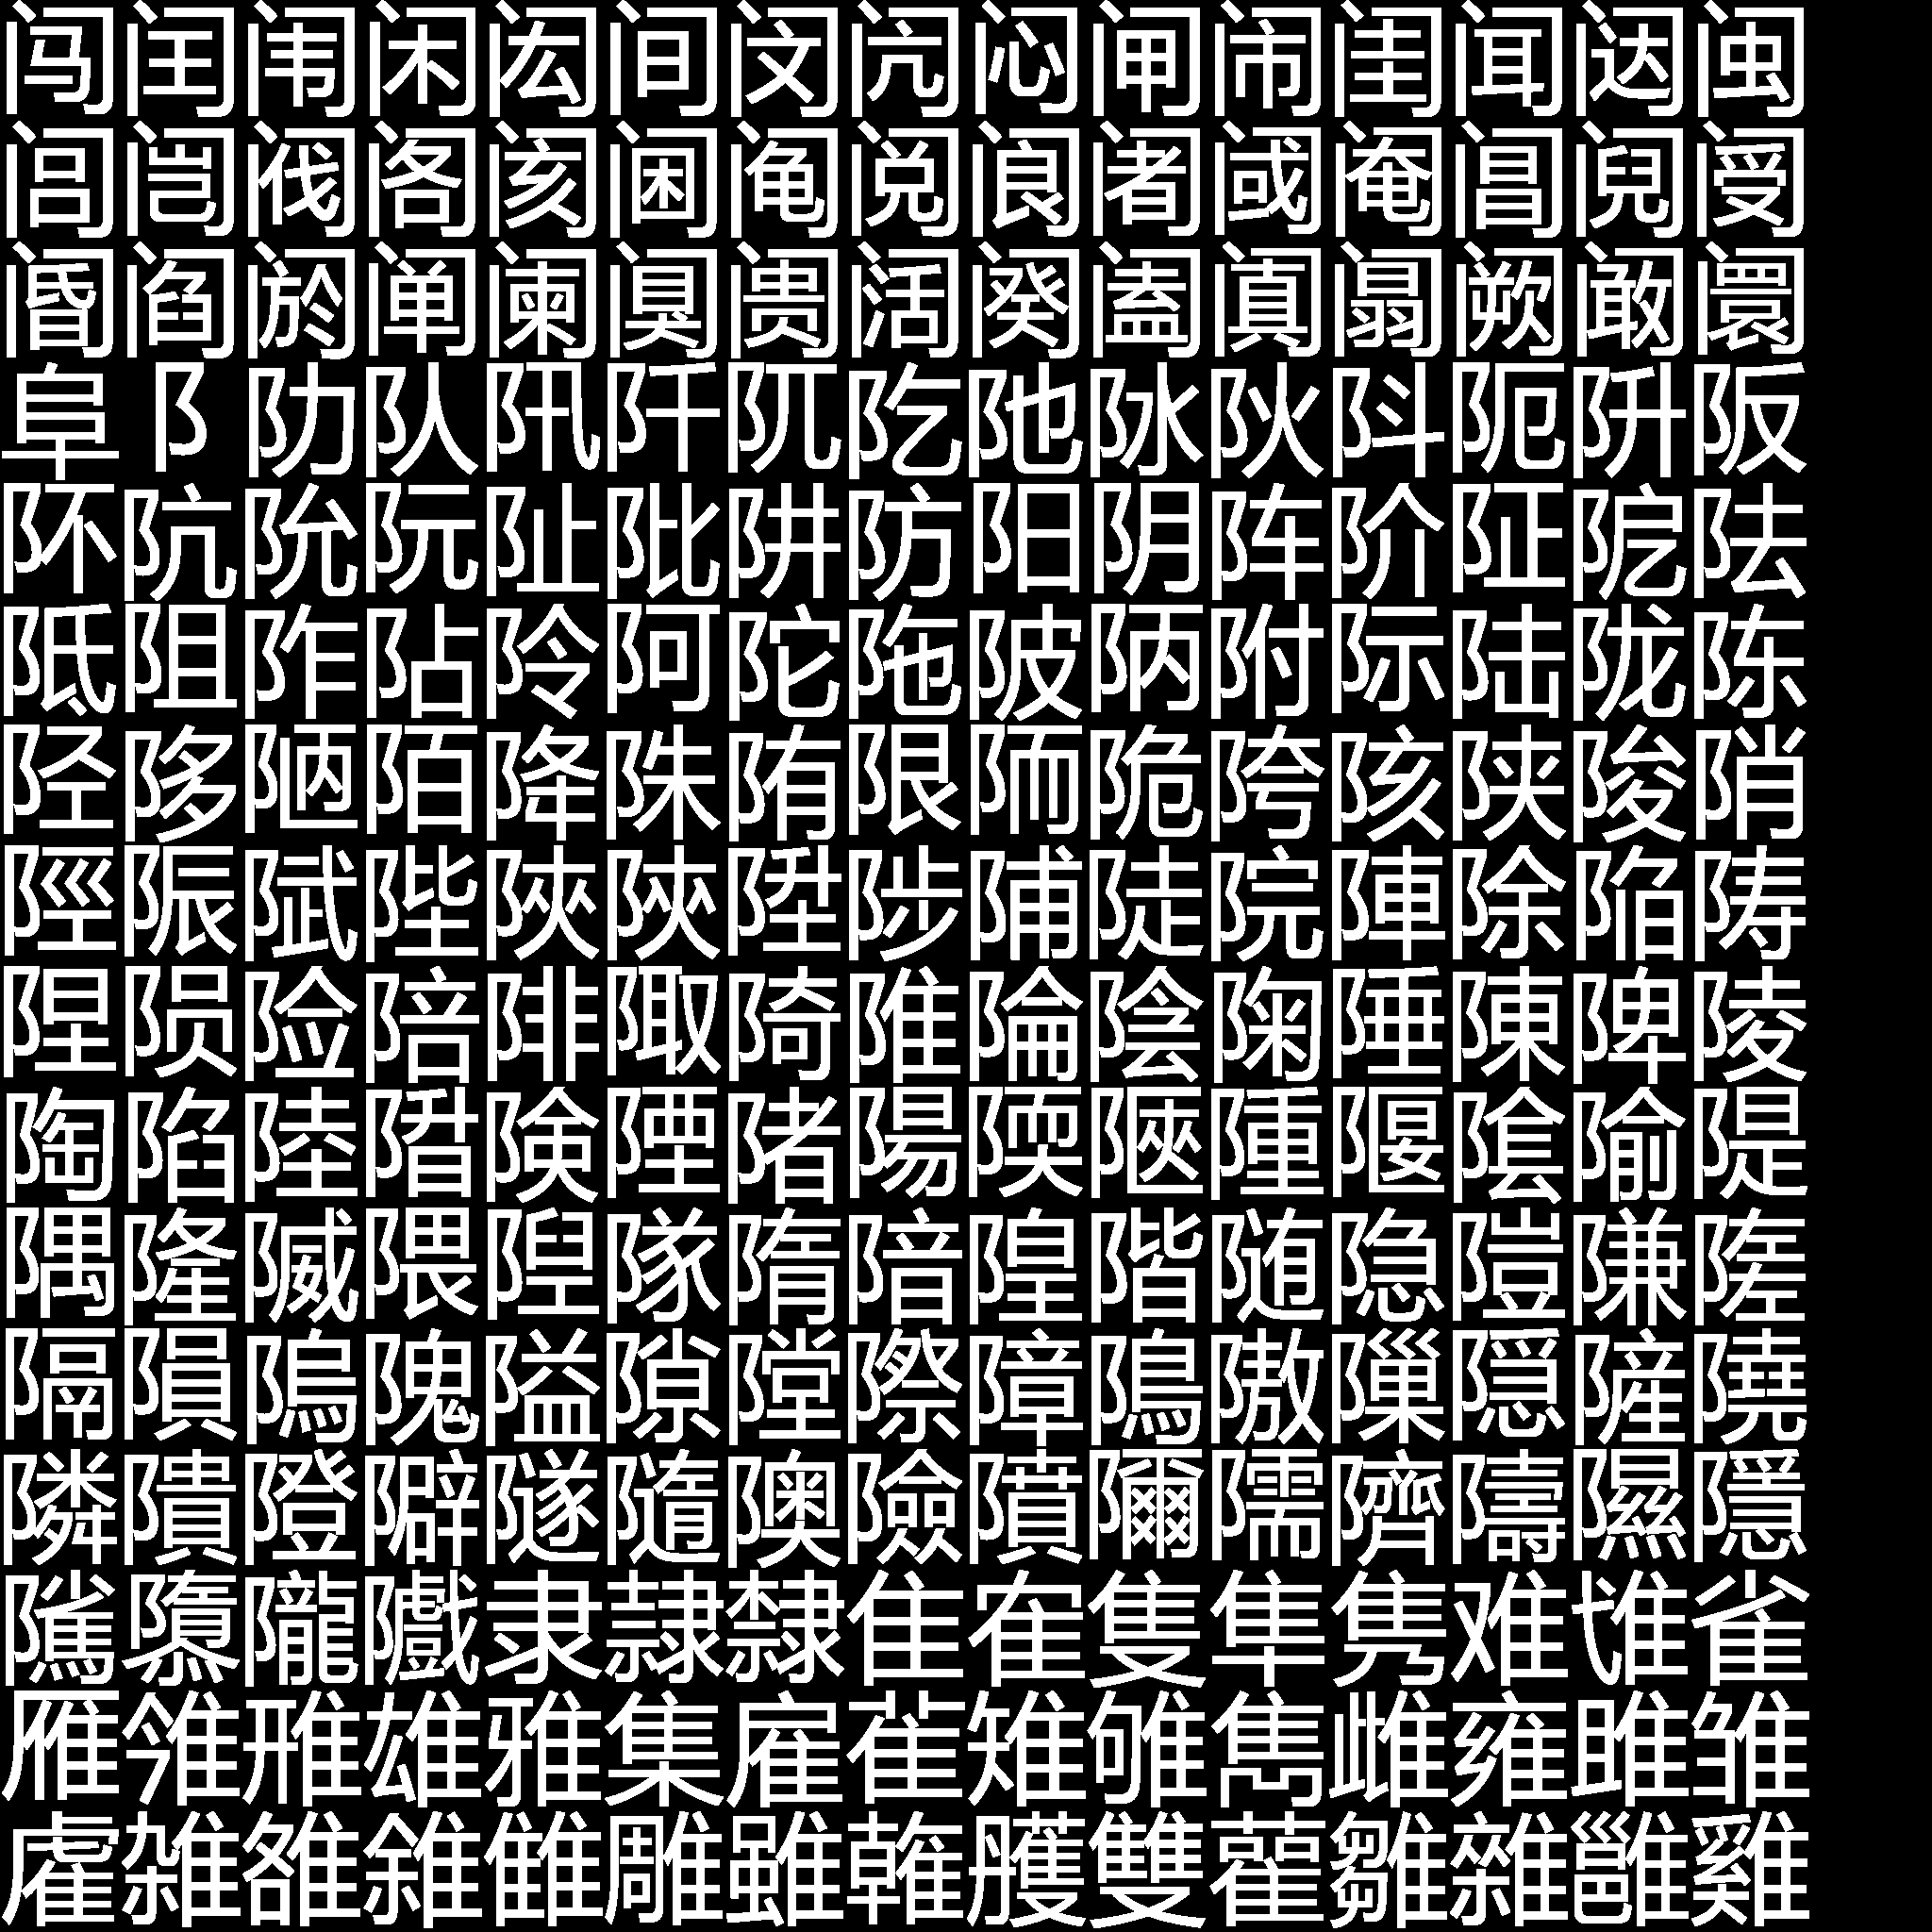 闯闰闱闲闳间闵闶闷闸闹闺闻闼闽
闾闿阀阁阂阃阄阅阆阇阈阉阊阋阌
阍阎阏阐阑阒阓阔阕阖阗阘阙阚阛
阜阝阞队阠阡阢阣阤阥阦阧阨阩阪
阫阬阭阮阯阰阱防阳阴阵阶阷阸阹
阺阻阼阽阾阿陀陁陂陃附际陆陇陈
陉陊陋陌降陎陏限陑陒陓陔陕陖陗
陘陙陚陛陜陝陞陟陠陡院陣除陥陦
陧陨险陪陫陬陭陮陯陰陱陲陳陴陵
陶陷陸陹険陻陼陽陾陿隀隁隂隃隄
隅隆隇隈隉隊隋隌隍階随隐隑隒隓
隔隕隖隗隘隙隚際障隝隞隟隠隡隢
隣隤隥隦隧隨隩險隫隬隭隮隯隰隱
隲隳隴隵隶隷隸隹隺隻隼隽难隿雀
雁雂雃雄雅集雇雈雉雊雋雌雍雎雏
雐雑雒雓雔雕雖雗雘雙雚雛雜雝雞